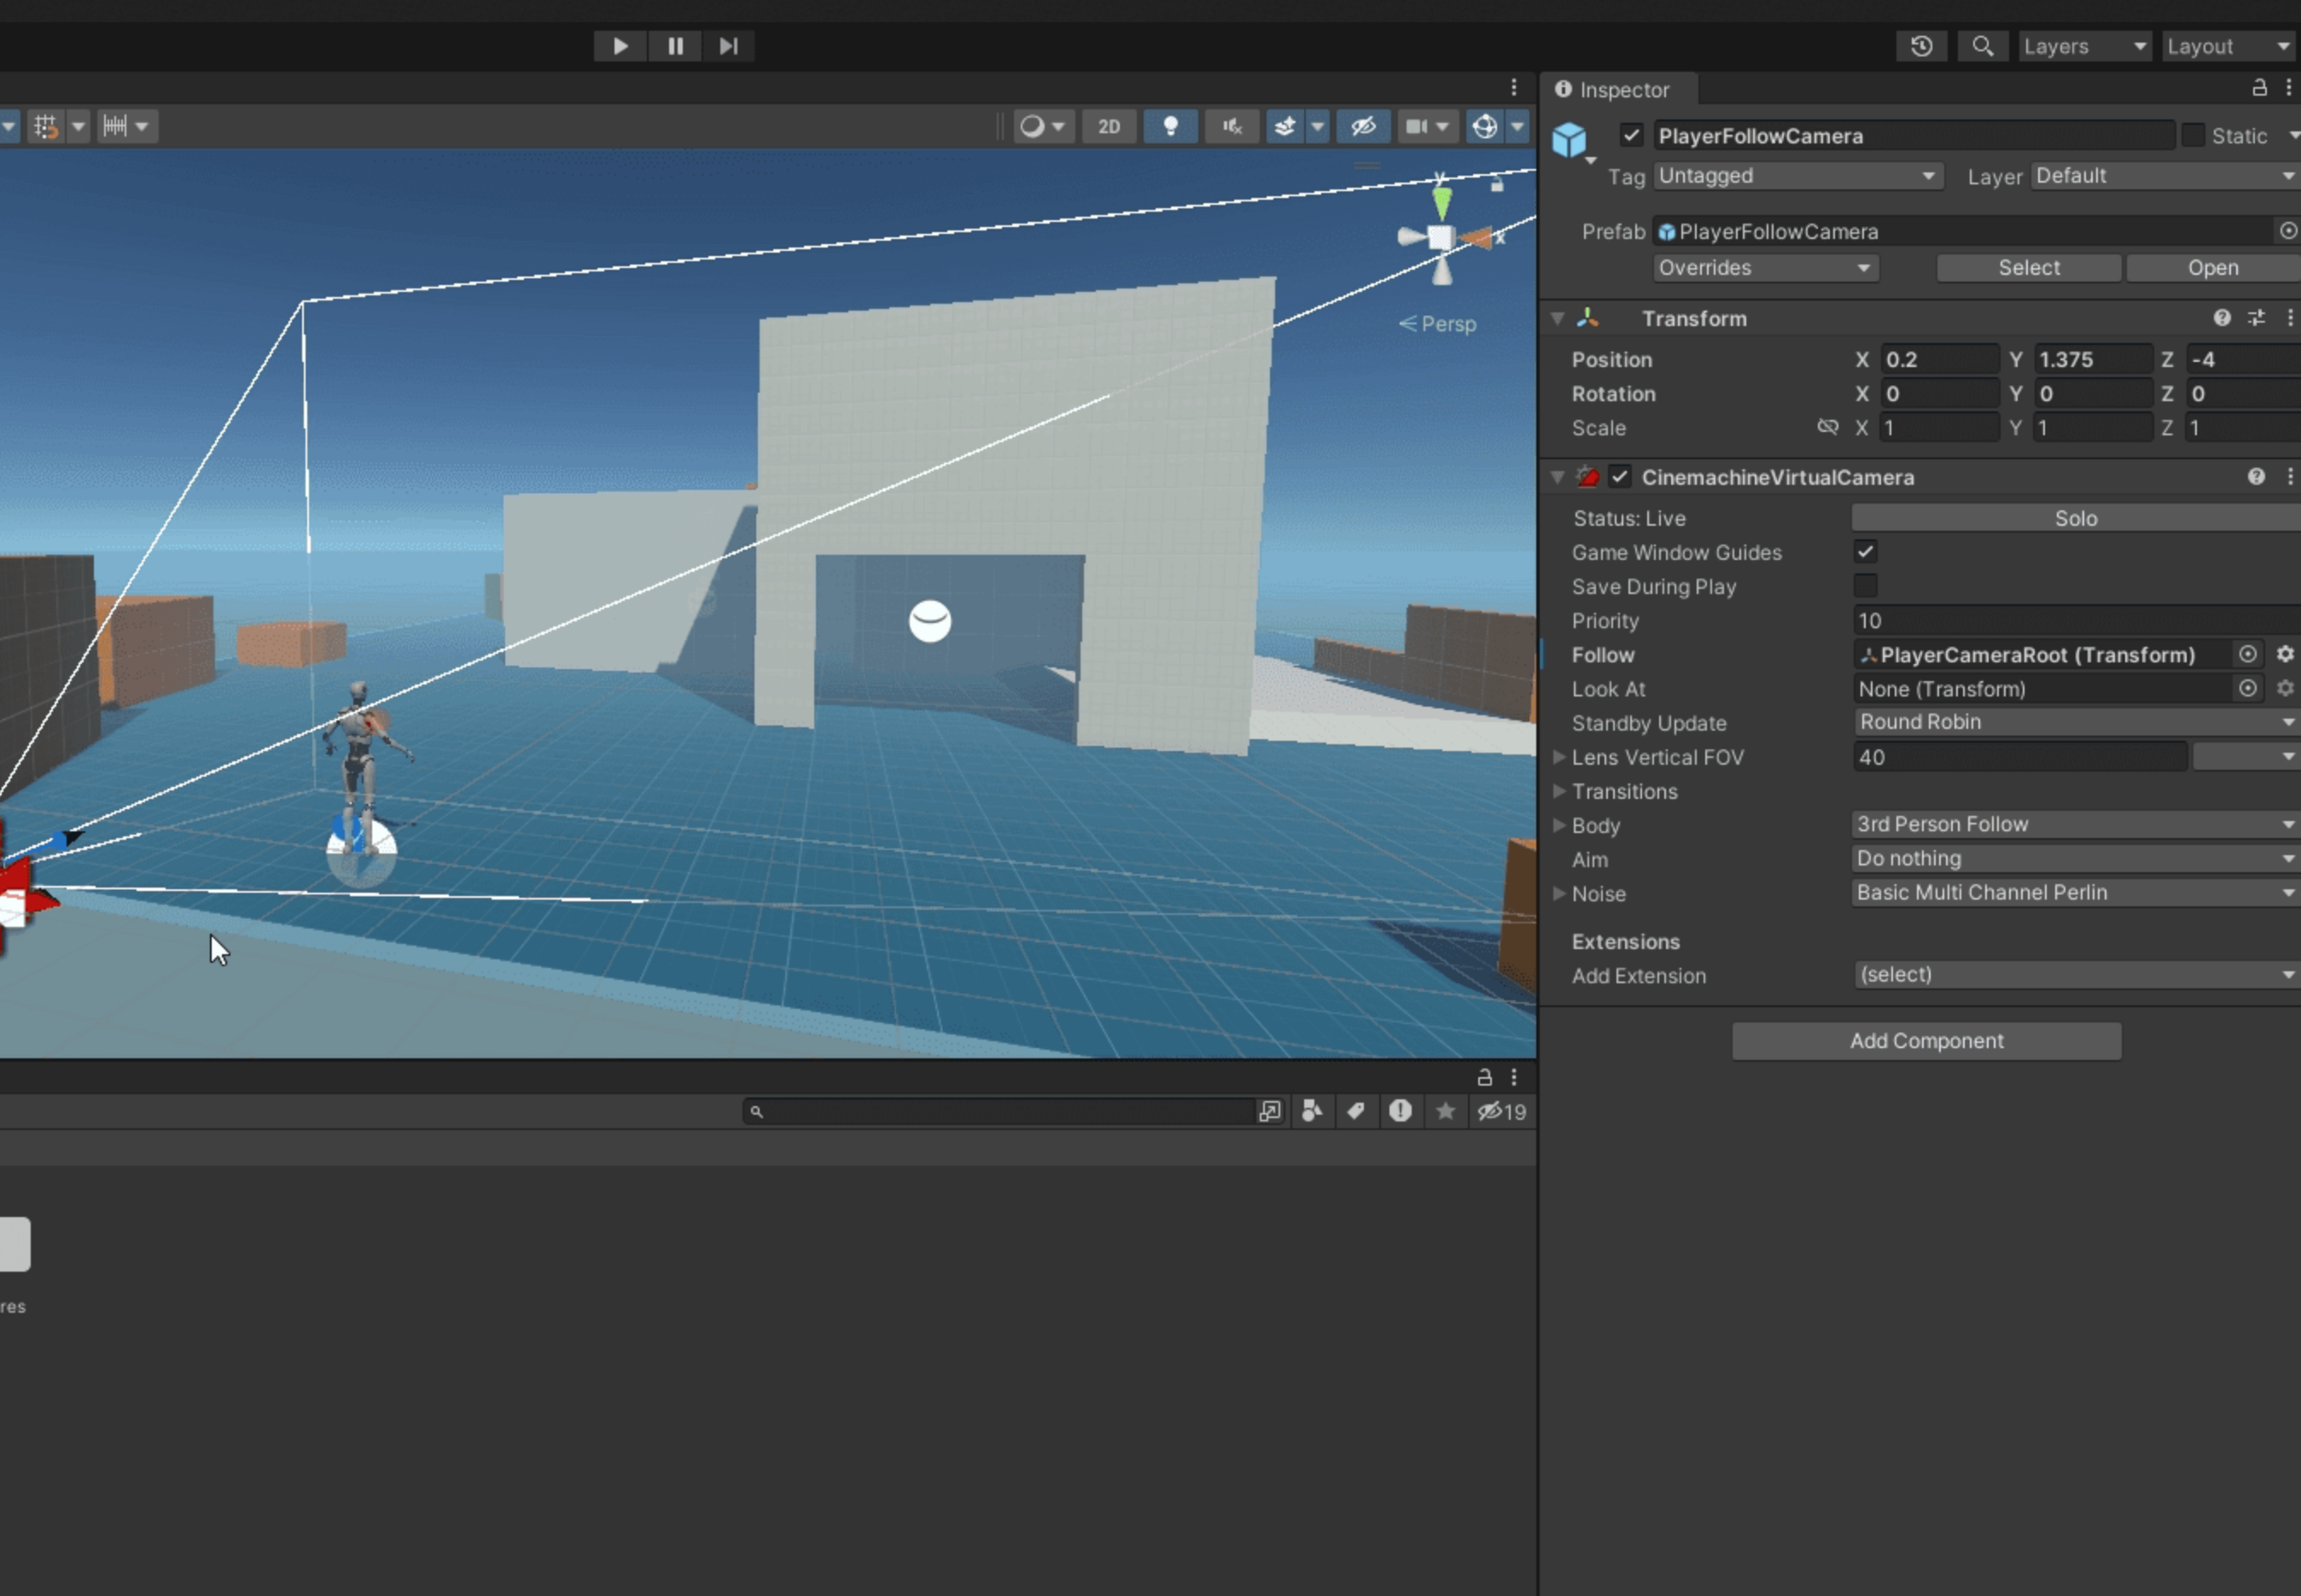 Layers Layout
Inspector
2D
PlayerFollowCamera Static
Tag Untagged Layer Default
Prefab PlayerFollowCamera
Overrides Select Open
y
x
Persp
Transform
Position X 0.2 Y 1.375 Z -4
Rotation X 0 Y 0 Z 0
Scale X 1 Y 1 Z 1
CinemachineVirtualCamera
Status: Live Solo
Game Window Guides
Save During Play
Priority 10
Follow PlayerCameraRoot (Transform)
Look At None (Transform)
Standby Update Round Robin
Lens Vertical FOV 40
Transitions
Body 3rd Person Follow
Aim Do nothing
Noise Basic Multi Channel Perlin
Extensions
Add Extension (select)
Add Component
19
res